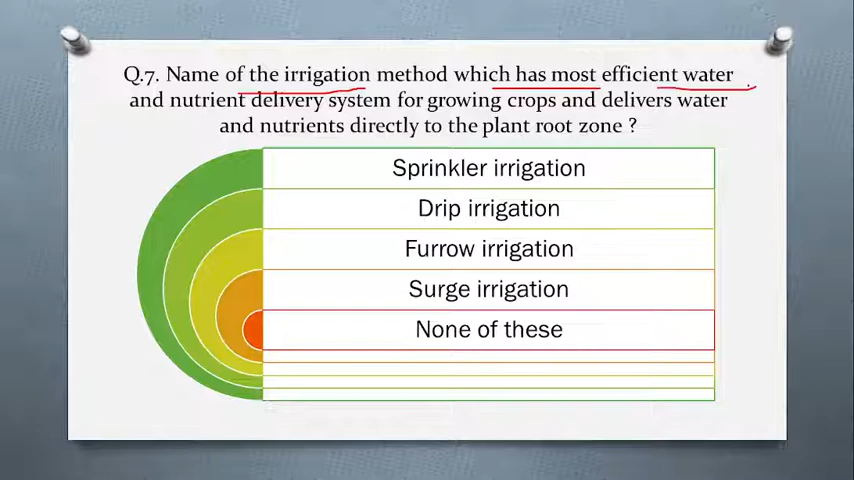 Q.7. Name of the irrigation method which has most efficient water
and nutrient delivery system for growing crops and delivers water
and nutrients directly to the plant root zone ?
Sprinkler irrigation
Drip irrigation
Furrow irrigation
Surge irrigation
None of these